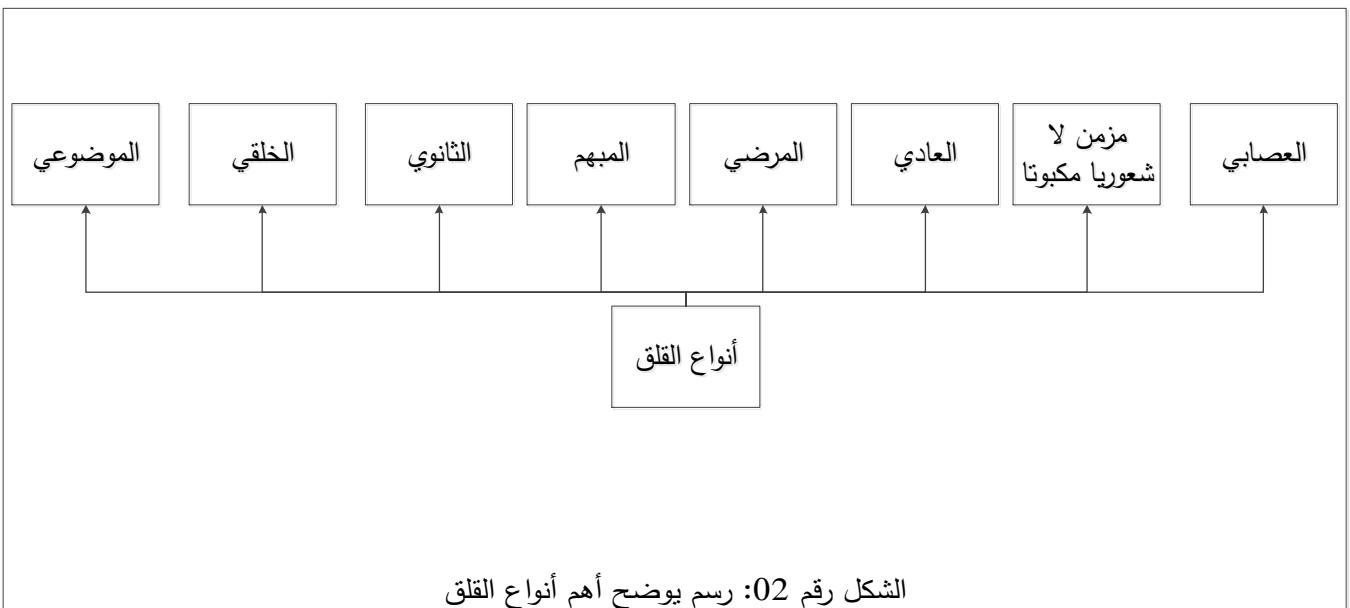 العصابي
مزمن لا
شعوريا مكبوتا
العادي
المرضي
المبهم
الثانوي
الخلقي
الموضوعي
أنواع القلق
الشكل رقم 02: رسم يوضح أهم أنواع القلق